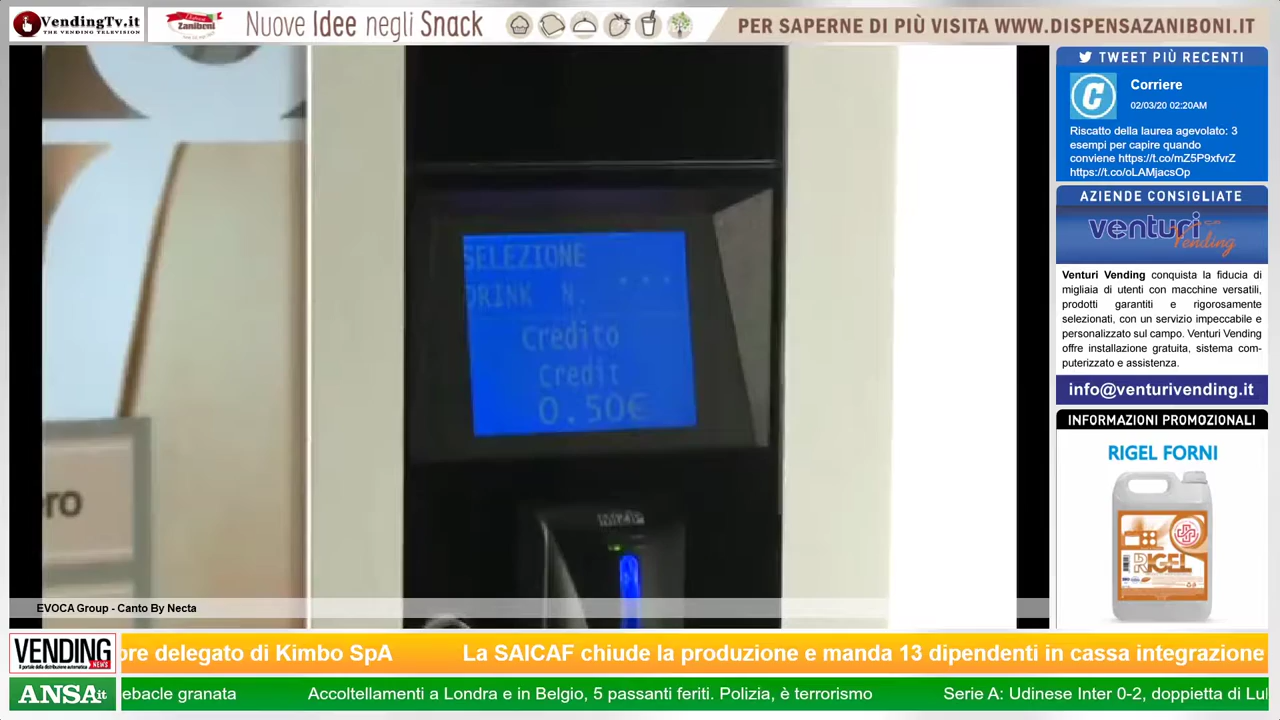 VendingTv.it
THE VENDING TELEVISION
Zaniboni
Nuove Idee negli Snack
PER SAPERNE DI PIÙ VISITA WWW.DISPENSAZANIBONI.IT
TWEET PIÙ RECENTI
Corriere
02/03/20 02:20AM
Riscatto della laurea agevolato: 3
esempi per capire quando
conviene https://t.co/mZ5P9xfvrZ
https://t.co/oLAMjacsOp
AZIENDE CONSIGLIATE
venturi
Vending
Venturi Vending conquista la fiducia di
migliaia di utenti con macchine versatili,
prodotti garantiti e rigorosamente
selezionati, con un servizio impeccabile e
personalizzato sul campo. Venturi Vending
offre installazione gratuita, sistema com-
puterizzato e assistenza.
info@venturivending.it
INFORMAZIONI PROMOZIONALI
RIGEL FORNI
RIGEL
SELEZIONE
DRINK N. ...
Credito
Credit
0.50€
mizip
ro
EVOCA Group - Canto By Necta
VENDING NEWS
Il portale della distribuzione automatica
ore delegato di Kimbo SpA La SAICAF chiude la produzione e manda 13 dipendenti in cassa integrazione
ANSA.it
ebacle granata Accoltellamenti a Londra e in Belgio, 5 passanti feriti. Polizia, è terrorismo Serie A: Udinese Inter 0-2, doppietta di Lul